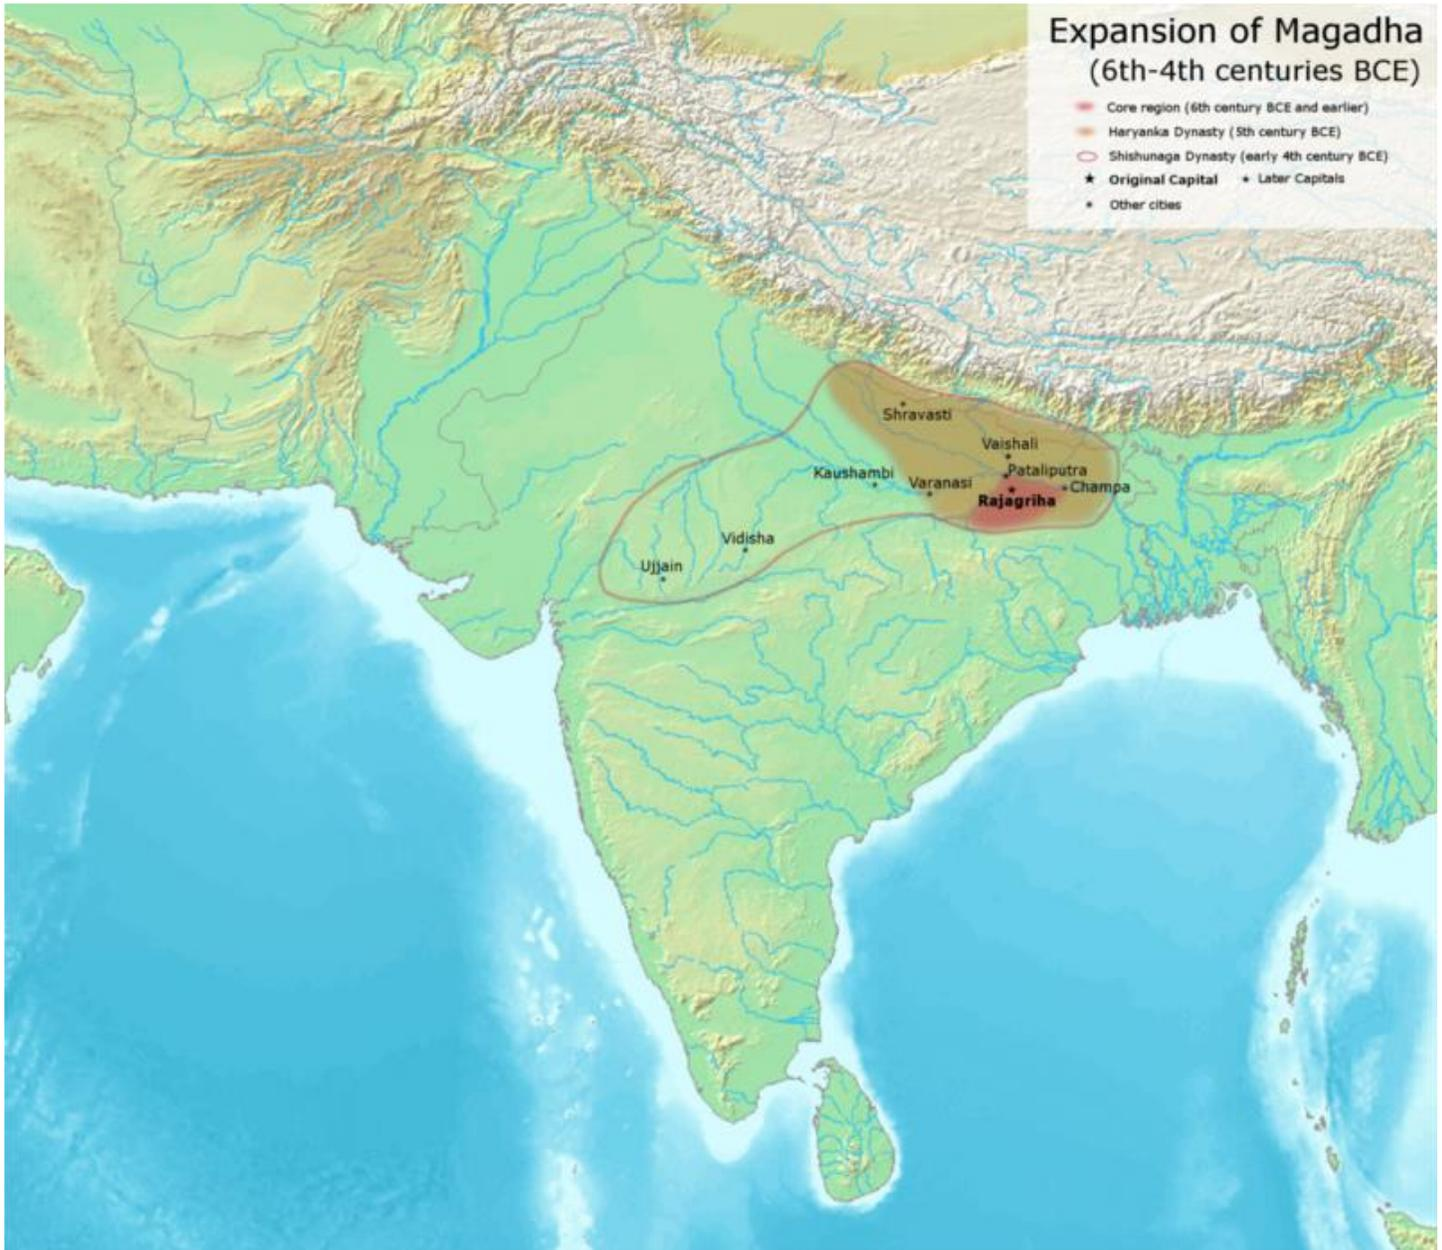 Expansion of Magadha
(6th-4th centuries BCE)
Core region (6th century BCE and earlier)
Haryanka Dynasty (5th century BCE)
Shishunaga Dynasty (early 4th century BCE)
Original Capital Later Capitals
Other cities
Shravasti
Vaishali
Kaushambi Pataliputra
Varanasi Champa
Rajagriha
Vidisha
Ujjain